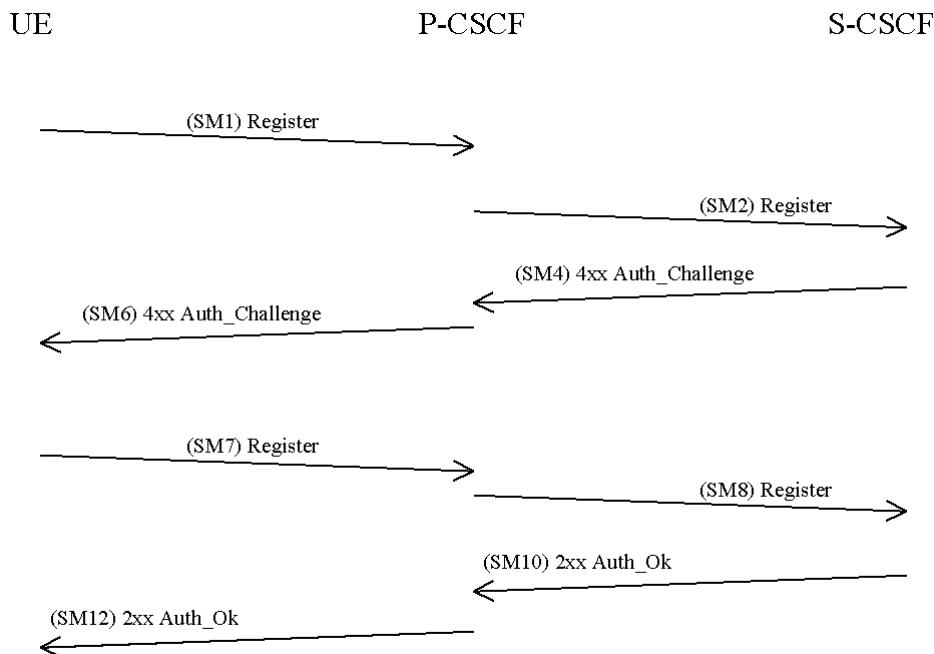 UE P-CSCF S-CSCF
(SM1) Register
(SM2) Register
(SM4) 4xx Auth_Challenge
(SM6) 4xx Auth_Challenge
(SM7) Register
(SM8) Register
(SM10) 2xx Auth_Ok
(SM12) 2xx Auth_Ok